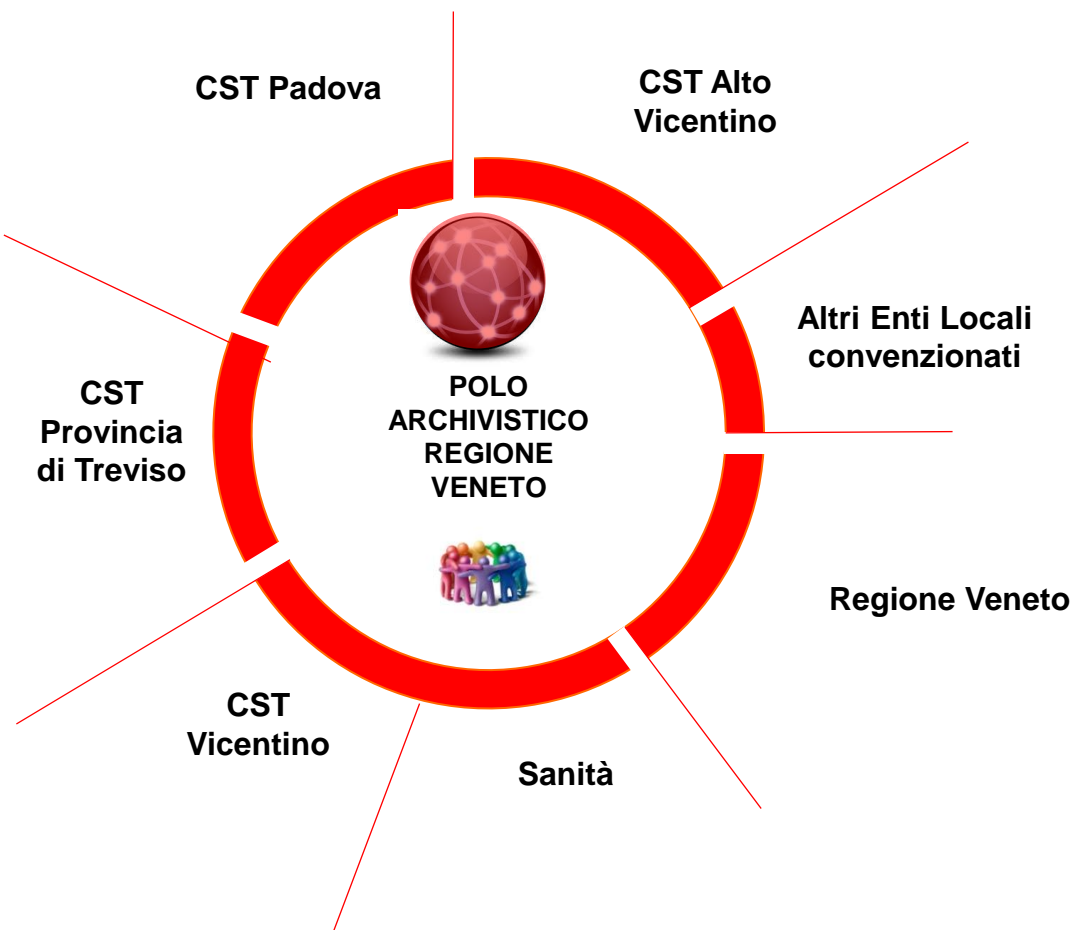 CST Padova
CST Alto
Vicentino
Altri Enti Locali
convenzionati
POLO
ARCHIVISTICO
REGIONE
VENETO
CST
Provincia
di Treviso
Regione Veneto
CST
Vicentino
Sanità